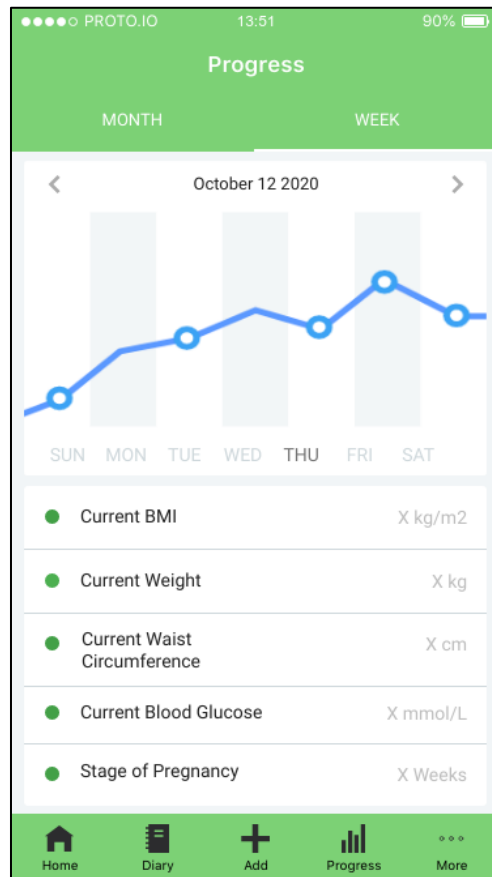 PROTO.IO 13:51 90%
Progress
MONTH WEEK
October 12 2020
SUN MON TUE WED THU FRI SAT
Current BMI X kg/m2
Current Weight X kg
Current Waist
Circumference X cm
Current Blood Glucose X mmol/L
Stage of Pregnancy X Weeks
Home Diary Add Progress More